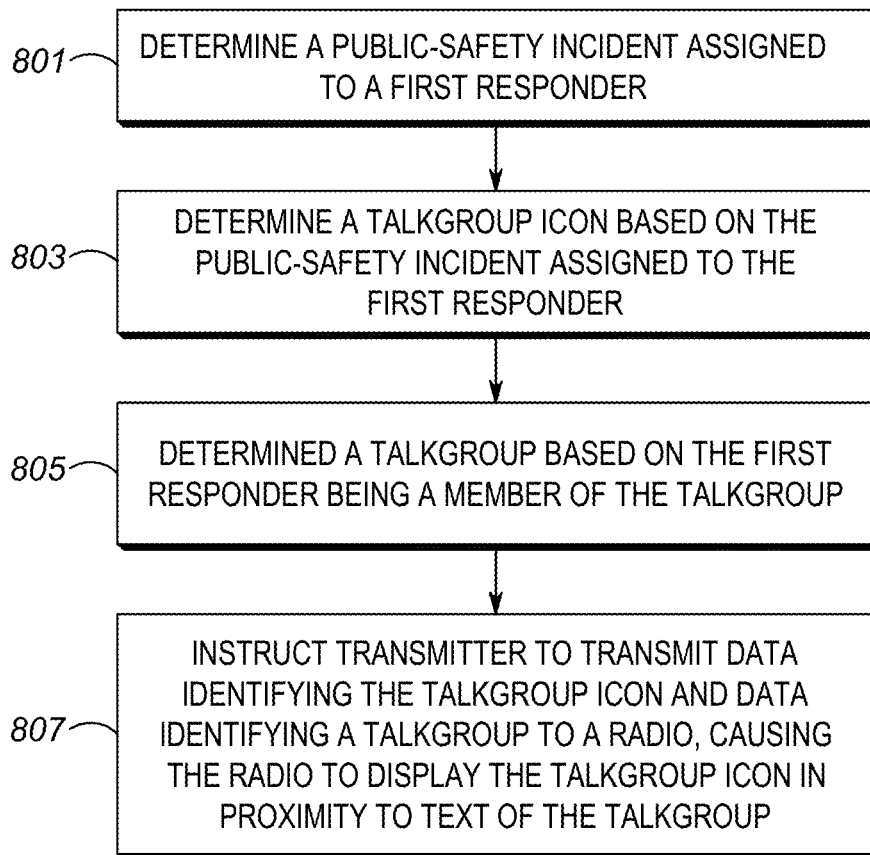 801
DETERMINE A PUBLIC-SAFETY INCIDENT ASSIGNED
TO A FIRST RESPONDER
803
DETERMINE A TALKGROUP ICON BASED ON THE
PUBLIC-SAFETY INCIDENT ASSIGNED TO THE
FIRST RESPONDER
805
DETERMINED A TALKGROUP BASED ON THE FIRST
RESPONDER BEING A MEMBER OF THE TALKGROUP
807
INSTRUCT TRANSMITTER TO TRANSMIT DATA
IDENTIFYING THE TALKGROUP ICON AND DATA
IDENTIFYING A TALKGROUP TO A RADIO, CAUSING
THE RADIO TO DISPLAY THE TALKGROUP ICON IN
PROXIMITY TO TEXT OF THE TALKGROUP